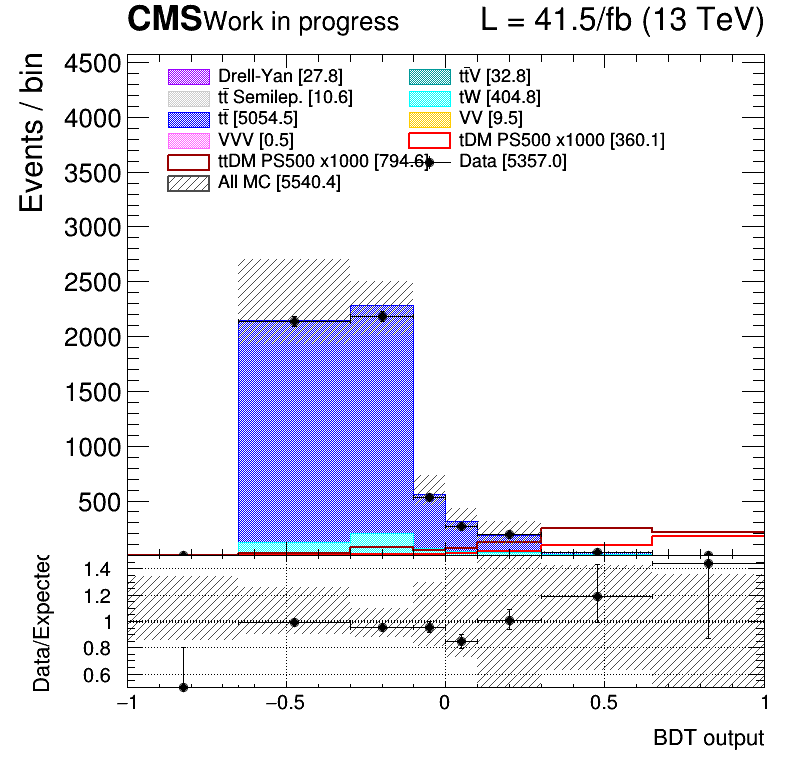 CMS Work in progress L = 41.5/fb (13 TeV)
Events / bin
4500
4000
3500
3000
2500
2000
1500
1000
500
Drell-Yan [27.8] tt̄V [32.8]
tt̄ Semilep. [10.6] tW [404.8]
tt̄ [5054.5] VV [9.5]
VVV [0.5] tDM PS500 x1000 [360.1]
ttDM PS500 x1000 [794.6] Data [5357.0]
All MC [5540.4]
Data/Expected
1.4
1.2
1
0.8
0.6
−1 −0.5 0 0.5 1
BDT output